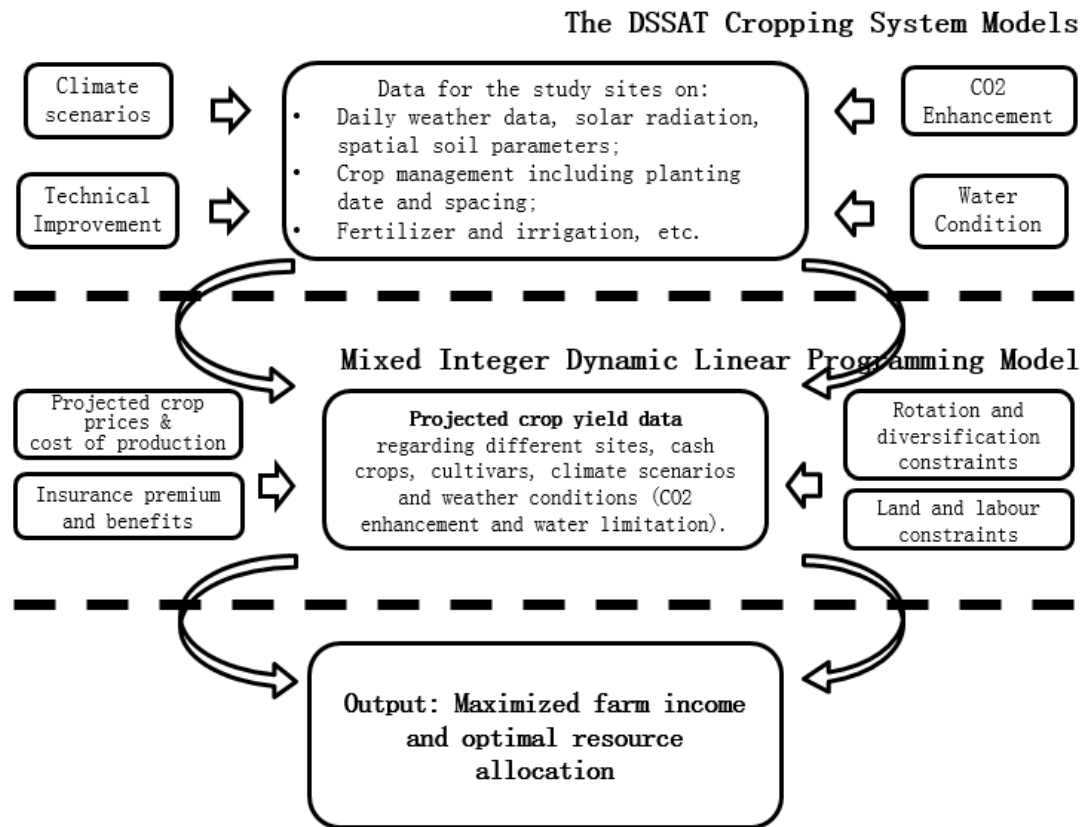 The DSSAT Cropping System Models
Climate
scenarios
Technical
Improvement
Data for the study sites on:
• Daily weather data, solar radiation,
spatial soil parameters;
• Crop management including planting
date and spacing;
• Fertilizer and irrigation, etc.
CO2
Enhancement
Water
Condition
Mixed Integer Dynamic Linear Programming Model
Projected crop
prices &
cost of production
Insurance premium
and benefits
Projected crop yield data
regarding different sites, cash
crops, cultivars, climate scenarios
and weather conditions (CO2
enhancement and water limitation).
Rotation and
diversification
constraints
Land and labour
constraints
Output: Maximized farm income
and optimal resource
allocation